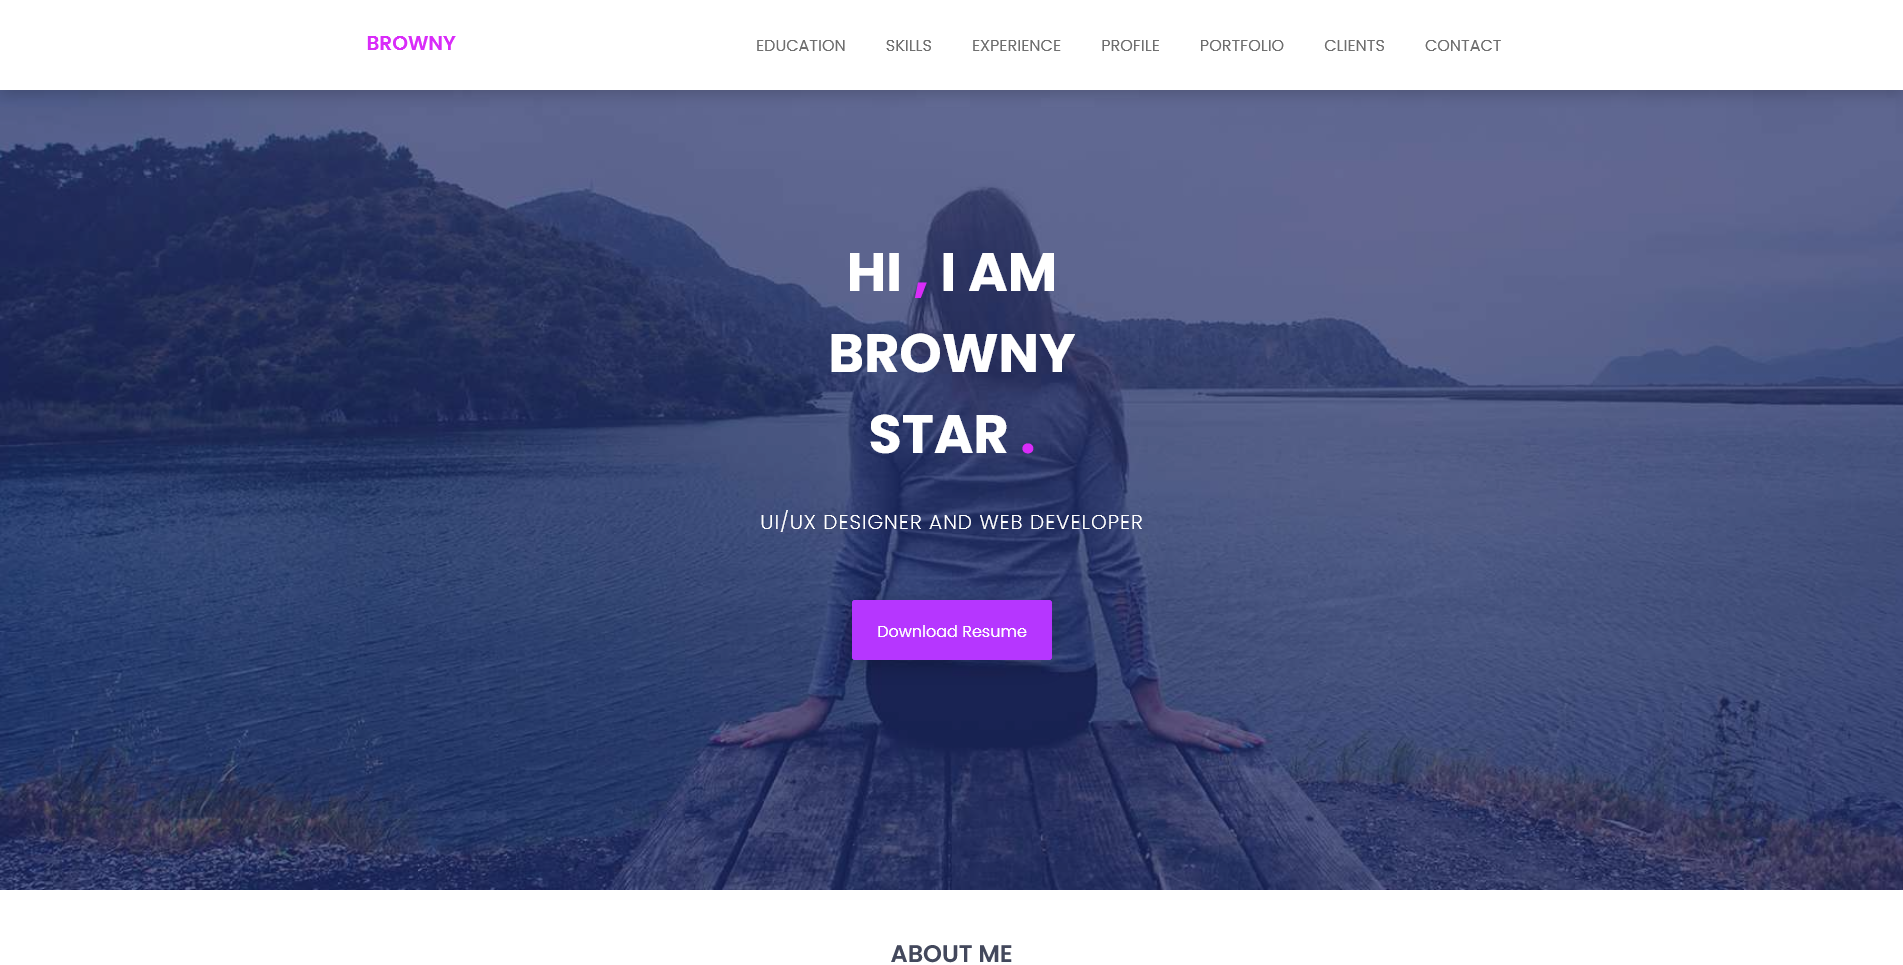 BROWNY
EDUCATION SKILLS EXPERIENCE PROFILE PORTFOLIO CLIENTS CONTACT
HI , I AM
BROWNY
STAR .
UI/UX DESIGNER AND WEB DEVELOPER
Download Resume
ABOUT ME